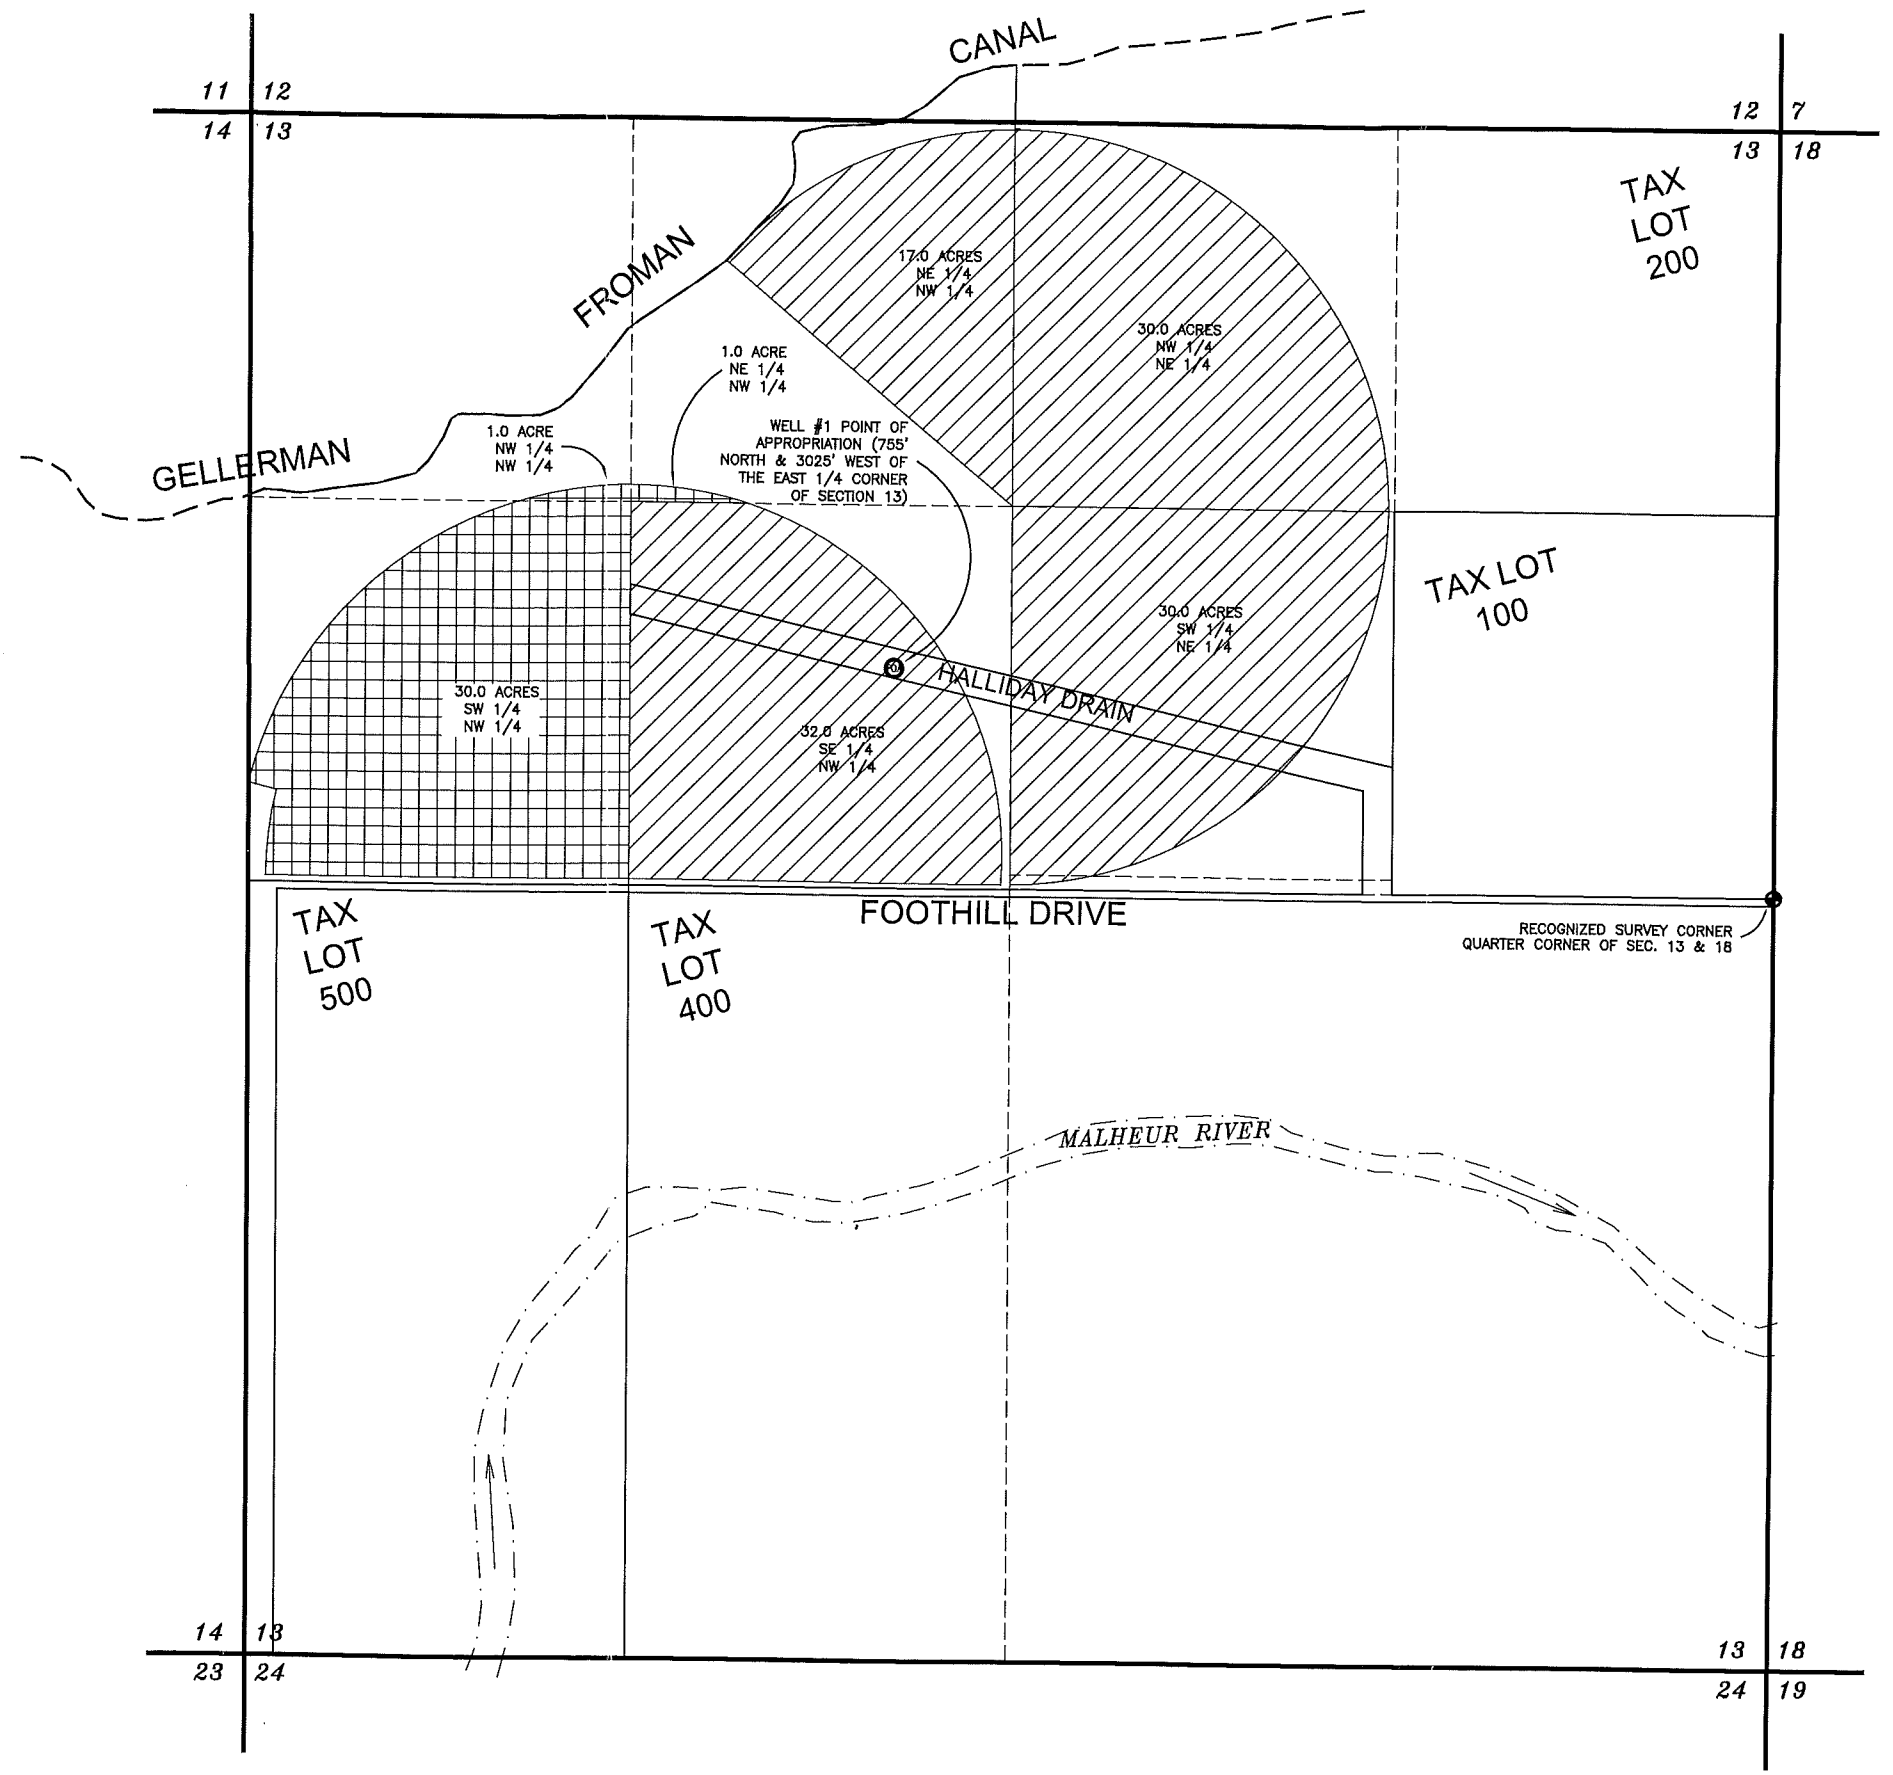 CANAL
11 12
14 13
12 7
13 18
TAX
LOT
200
FROMAN
17.0 ACRES
NE 1/4
NW 1/4
30.0 ACRES
NW 1/4
NE 1/4
1.0 ACRE
NE 1/4
NW 1/4
WELL #1 POINT OF
APPROPRIATION (755'
NORTH & 3025' WEST OF
THE EAST 1/4 CORNER
OF SECTION 13)
1.0 ACRE
NW 1/4
NW 1/4
GELLERMAN
TAX LOT
100
30.0 ACRES
SW 1/4
NE 1/4
HALLIDAY DRAIN
30.0 ACRES
SW 1/4
NW 1/4
32.0 ACRES
SE 1/4
NW 1/4
FOOTHILL DRIVE
TAX
LOT
500
TAX
LOT
400
RECOGNIZED SURVEY CORNER
QUARTER CORNER OF SEC. 13 & 18
MALHEUR RIVER
14 13
23 24
13 18
24 19